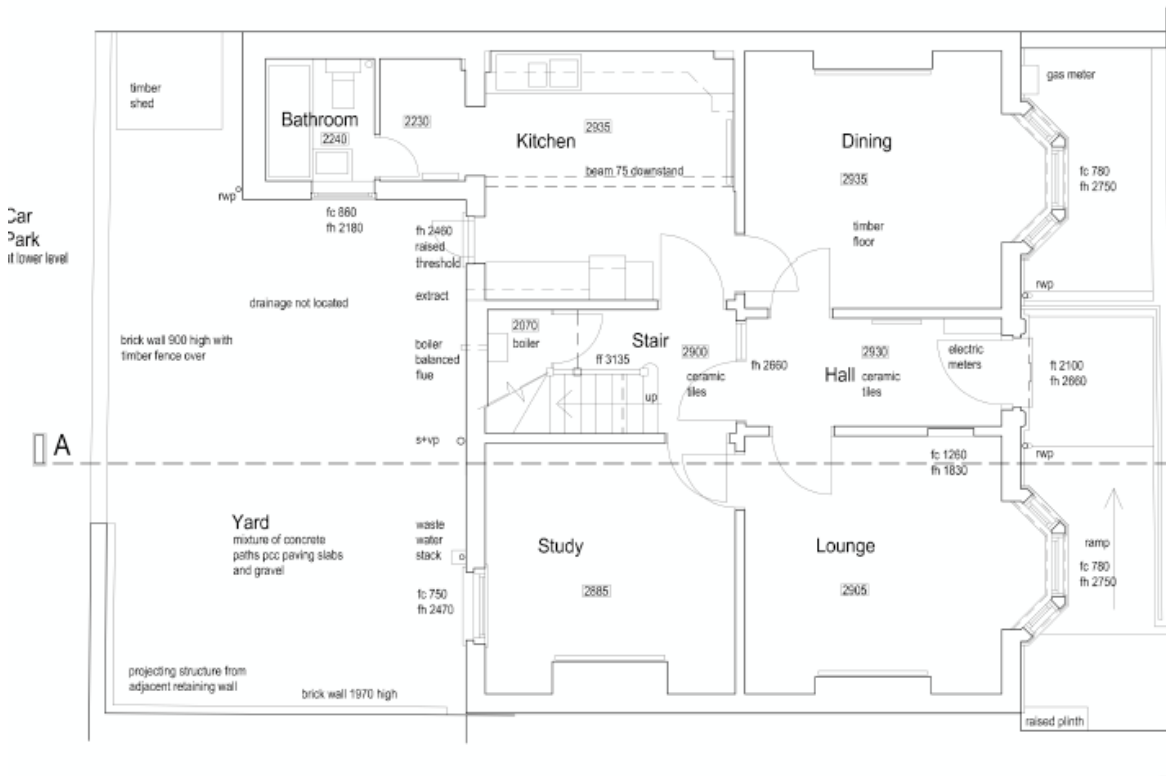 timber
shed
Bathroom
2240
2230
Kitchen
2935
beam 75 downstand
Dining
2935
timber
floor
gas meter
fc 780
fh 2750
rwp
fc 860
fh 2180
fh 2460
raised
threshold
Car
Park
at lower level
drainage not located
extract
brick wall 900 high with
timber fence over
boiler
balanced
flue
2070
boiler
Stair
ff 3135
up
2900
ceramic
tiles
fh 2660
2930
Hall
ceramic
tiles
electric
meters
rwp
ft 2100
fh 2660
A
s+vp
fc 1260
fh 1830
rwp
Yard
mixture of concrete
paths pcc paving slabs
and gravel
waste
water
stack
Study
2885
Lounge
2905
ramp
fc 780
fh 2750
fc 750
fh 2470
projecting structure from
adjacent retaining wall
brick wall 1970 high
raised plinth